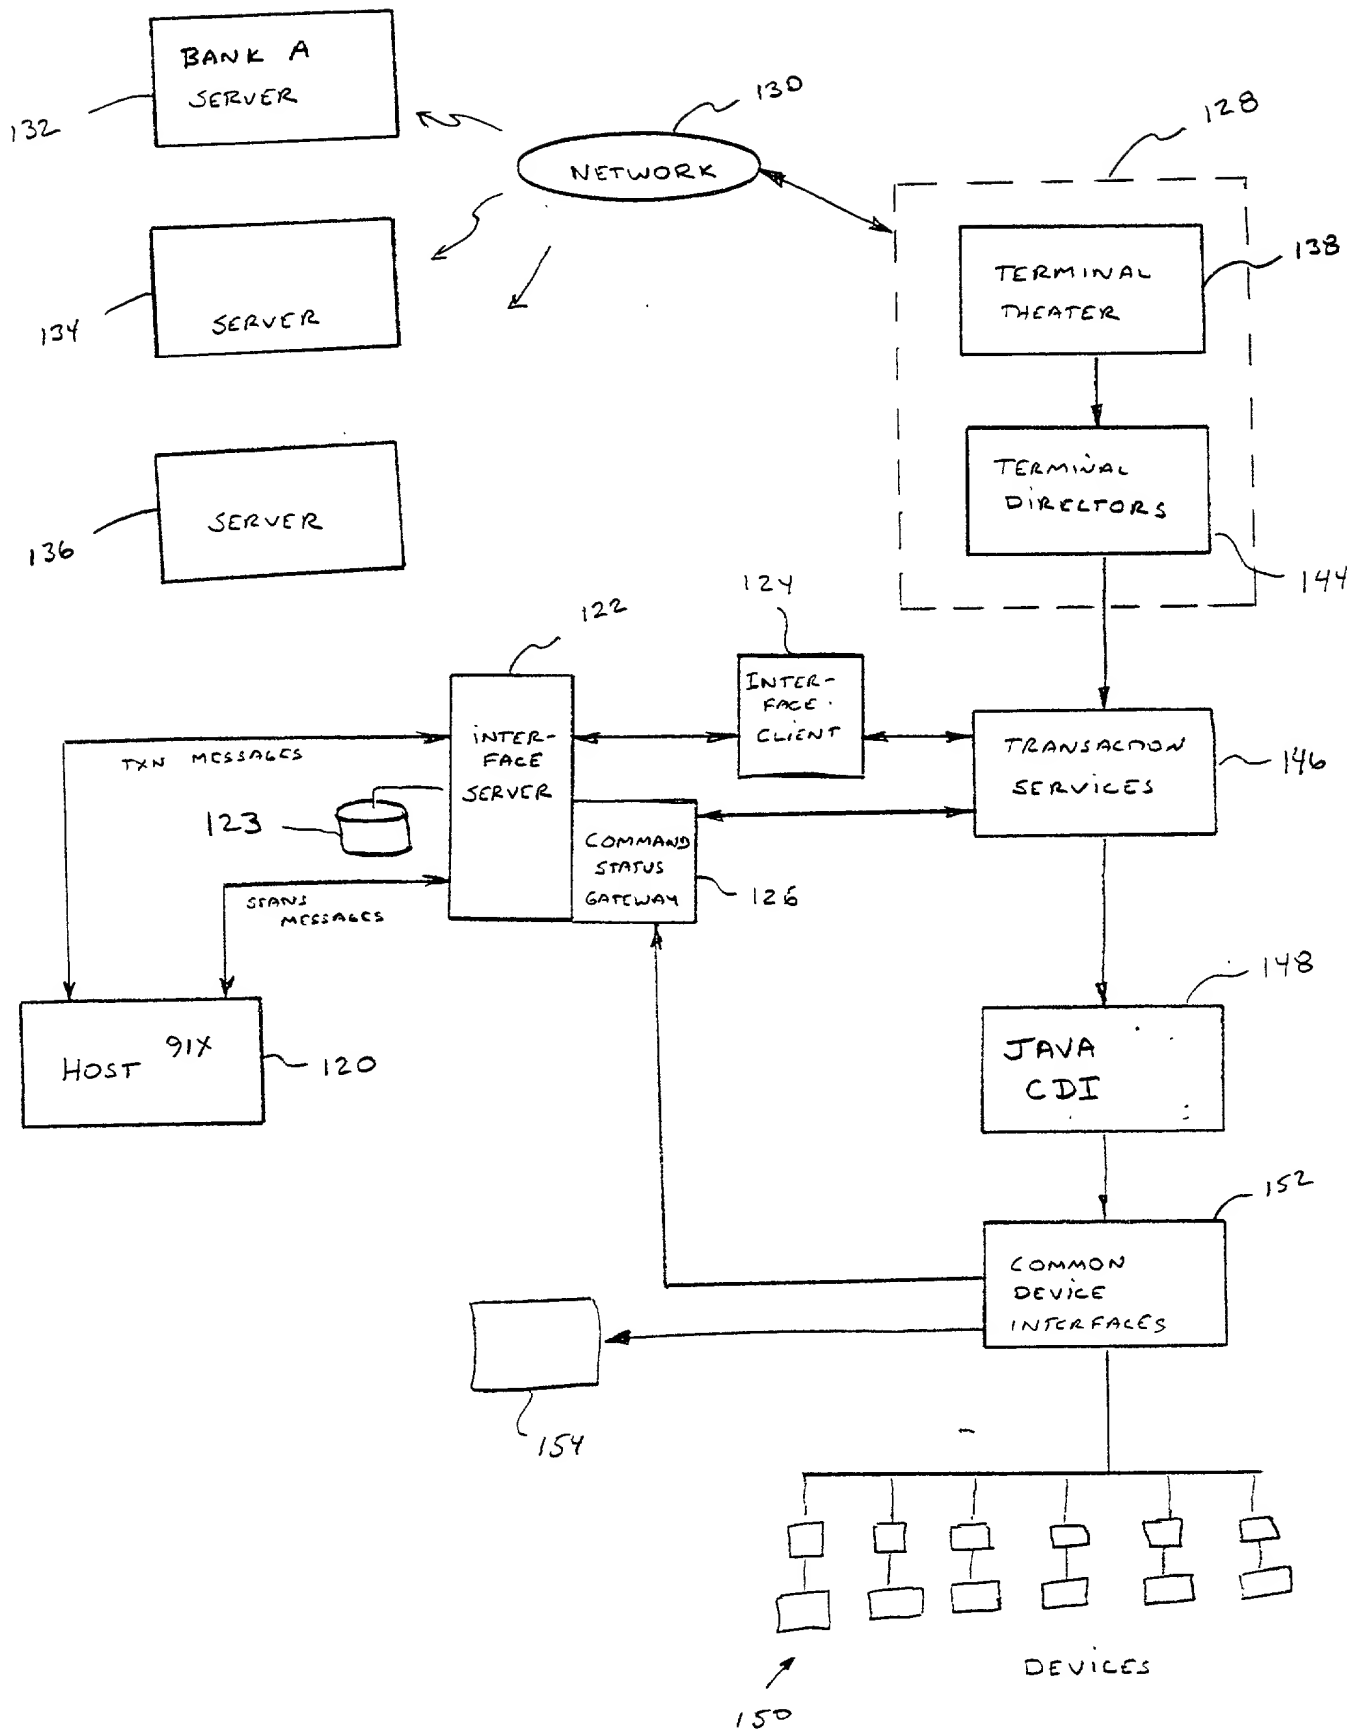 BANK A
SERVER
132
130
NETWORK
128
TERMINAL
THEATER
138
SERVER
134
TERMINAL
DIRECTORS
144
SERVER
136
122
124
INTER-
FACE
CLIENT
INTER-
FACE
SERVER
TRANSACTION
SERVICES
146
TXN MESSAGES
123
COMMAND
STATUS
GATEWAY
126
STATUS
MESSAGES
HOST 91X
120
148
JAVA
CDI
152
COMMON
DEVICE
INTERFACES
154
DEVICES
150